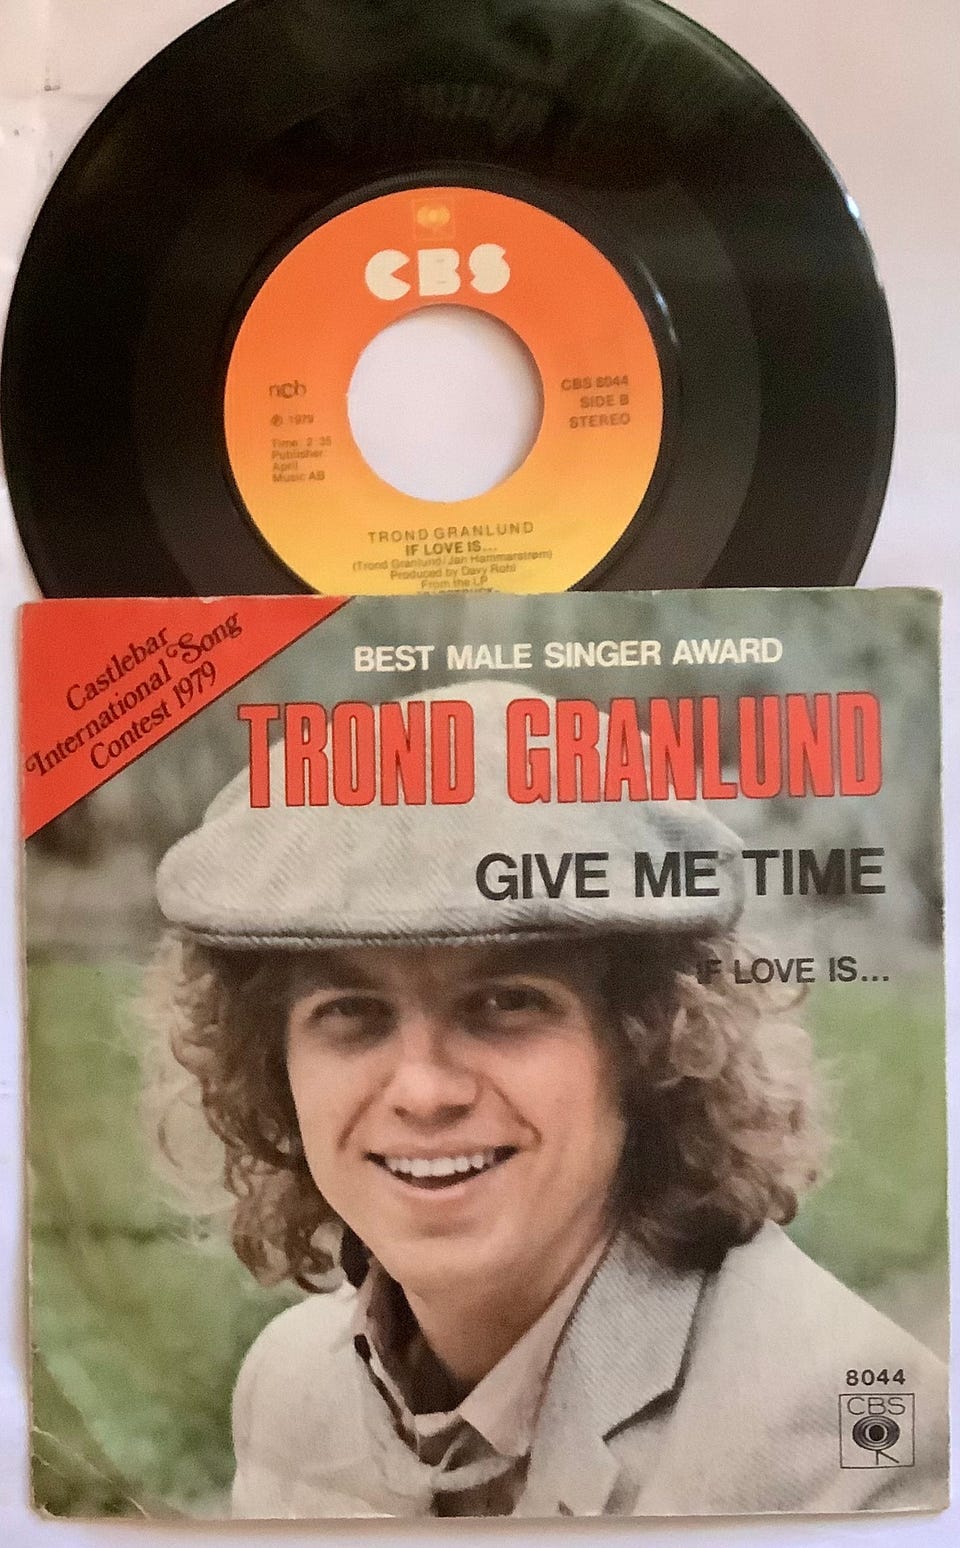 CBS
ncb
℗ 1979
Time: 2:35
Publisher:
April
Music AB
CBS 8044
SIDE B
STEREO
TROND GRANLUND
IF LOVE IS...
(Trond Granlund/Jan Hammarstrøm)
Produced by Davy Rohl
From the LP
Castlebar
International Song
Contest 1979
BEST MALE SINGER AWARD
TROND GRANLUND
GIVE ME TIME
IF LOVE IS...
8044
CBS